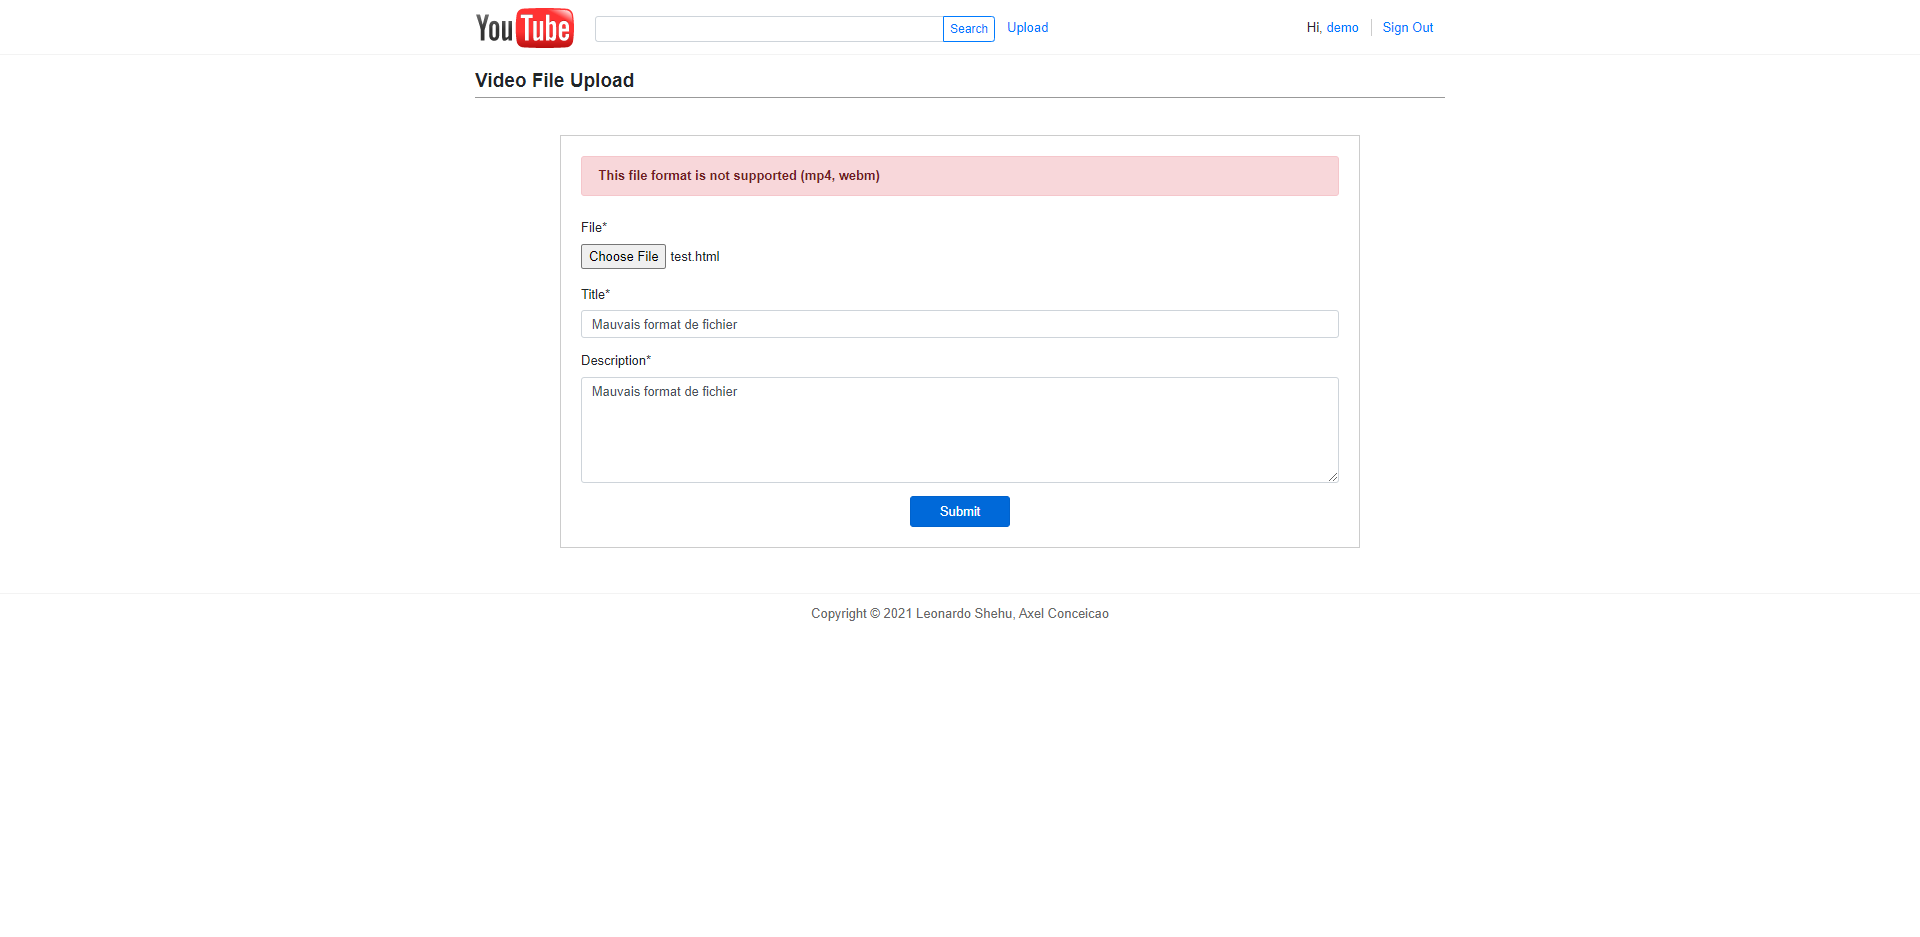 YouTube
Search
Upload
Hi, demo
Sign Out
Video File Upload
This file format is not supported (mp4, webm)
File*
Choose File test.html
Title*
Mauvais format de fichier
Description*
Mauvais format de fichier
Submit
Copyright © 2021 Leonardo Shehu, Axel Conceicao